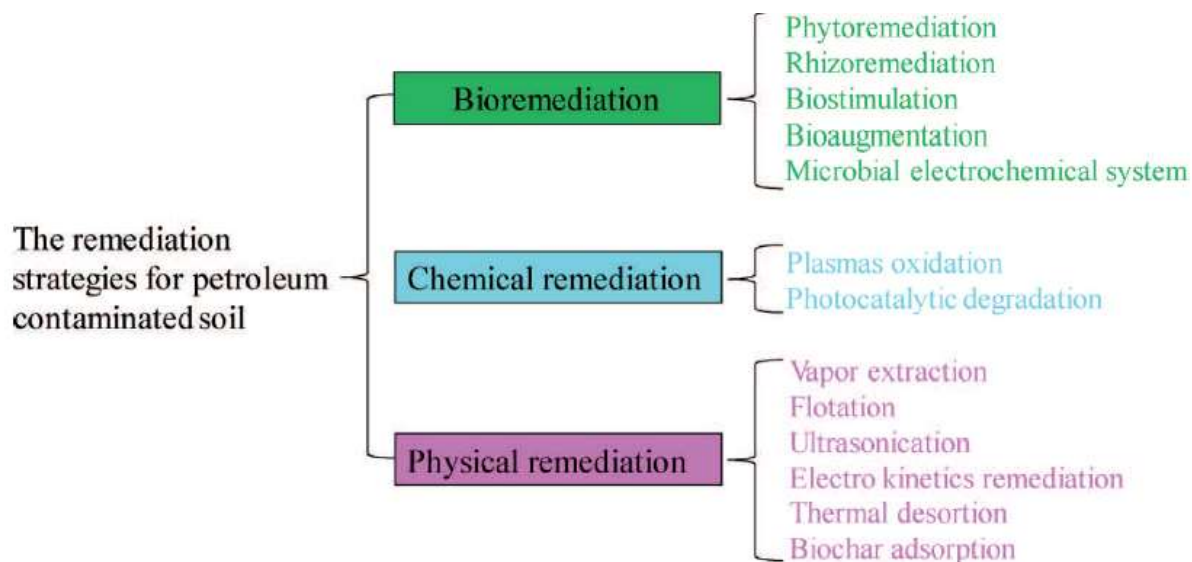 The remediation
strategies for petroleum
contaminated soil
Bioremediation
Phytoremediation
Rhizoremediation
Biostimulation
Bioaugmentation
Microbial electrochemical system
Chemical remediation
Plasmas oxidation
Photocatalytic degradation
Physical remediation
Vapor extraction
Flotation
Ultrasonication
Electro kinetics remediation
Thermal desortion
Biochar adsorption